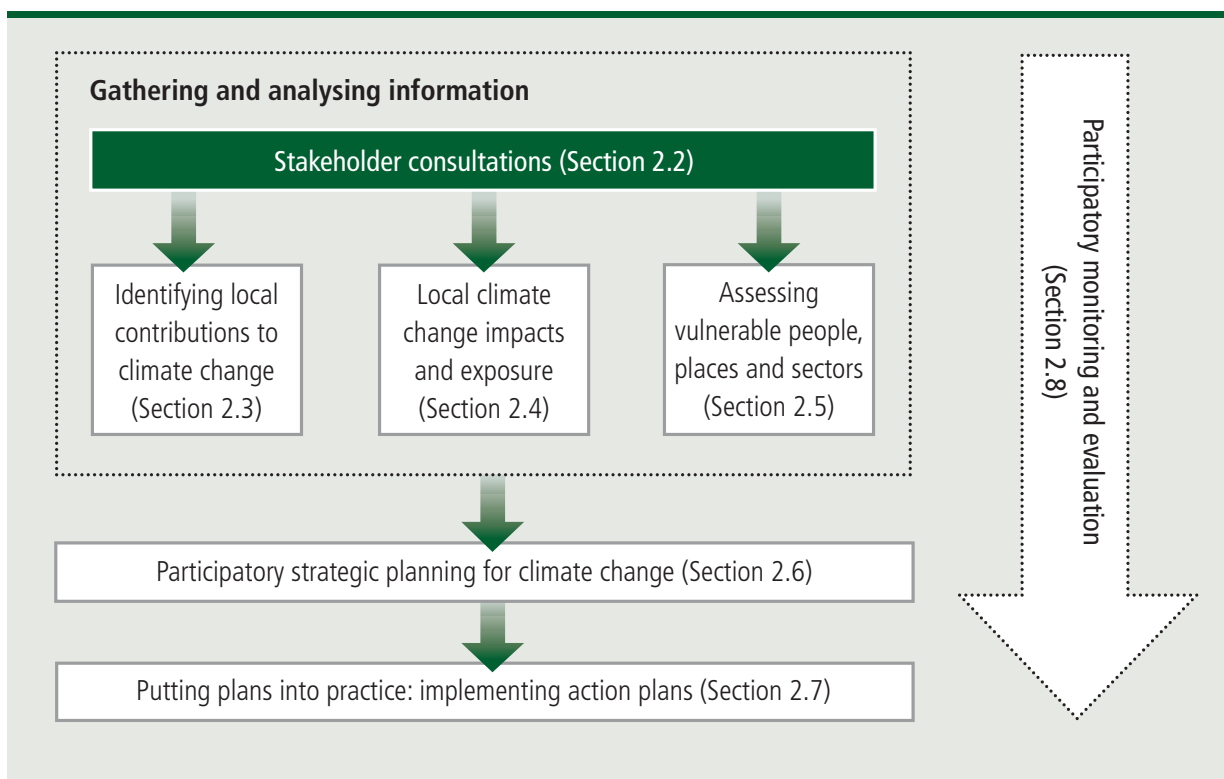 Gathering and analysing information
Stakeholder consultations (Section 2.2)
Identifying local
contributions to
climate change
(Section 2.3)
Local climate
change impacts
and exposure
(Section 2.4)
Assessing
vulnerable people,
places and sectors
(Section 2.5)
Participatory strategic planning for climate change (Section 2.6)
Putting plans into practice: implementing action plans (Section 2.7)
Participatory monitoring and evaluation
(Section 2.8)